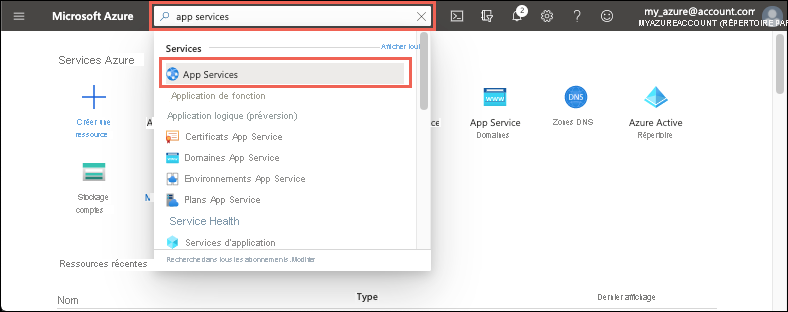 Microsoft Azure
app services
2
my_azure@account.com
MYAZUREACCOUNT (RÉPERTOIRE PAR
Services Azure
Services
Afficher tout
App Services
Application de fonction
Application logique (préversion)
Certificats App Service
Domaines App Service
Environnements App Service
Plans App Service
Service Health
Services d'application
Recherche dans tous les abonnements. Modifier
Créer une
ressource
App Service
Domaines
DNS
Zones DNS
Azure Active
Répertoire
Stockage
comptes
Ressources récentes
Nom
Type
Dernier affichage